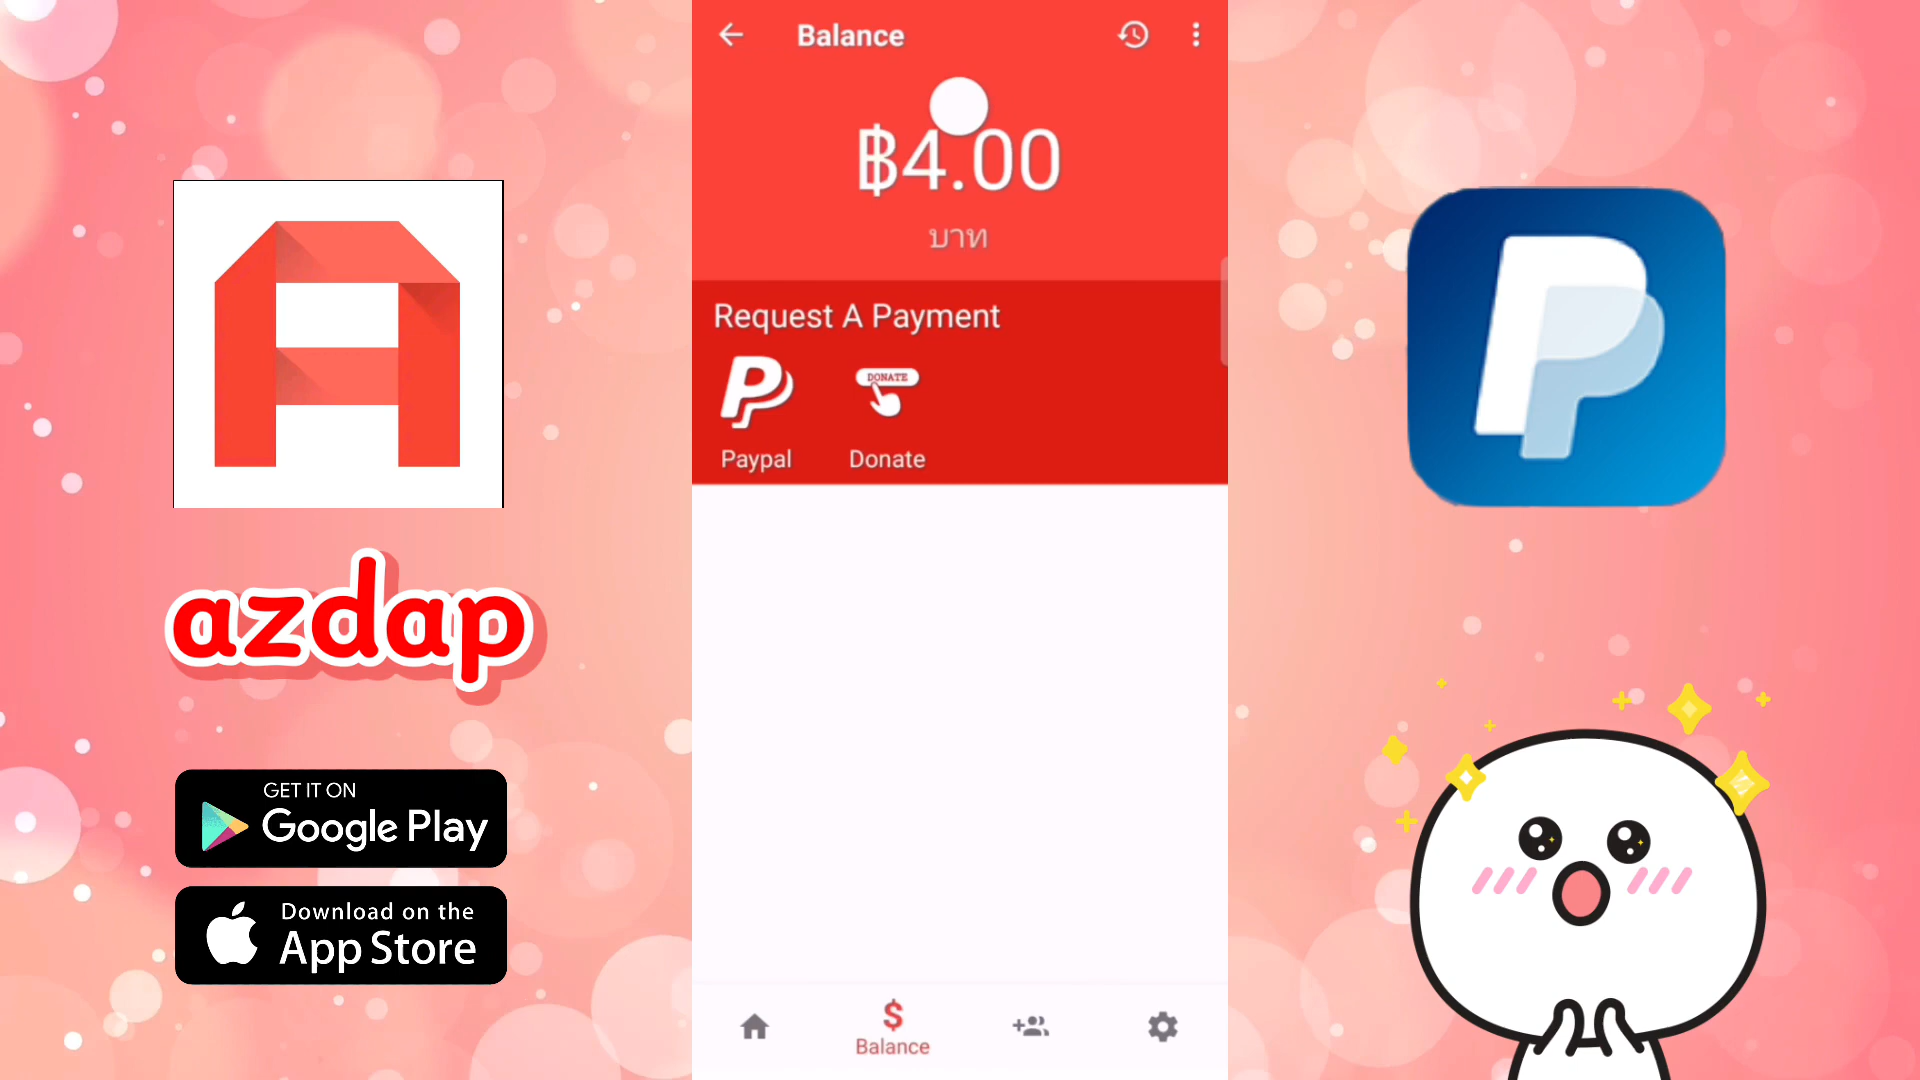 azdap
GET IT ON
Google Play
Download on the
App Store
Balance
฿4.00
บาท
Request A Payment
DONATE
Paypal
Donate
Balance